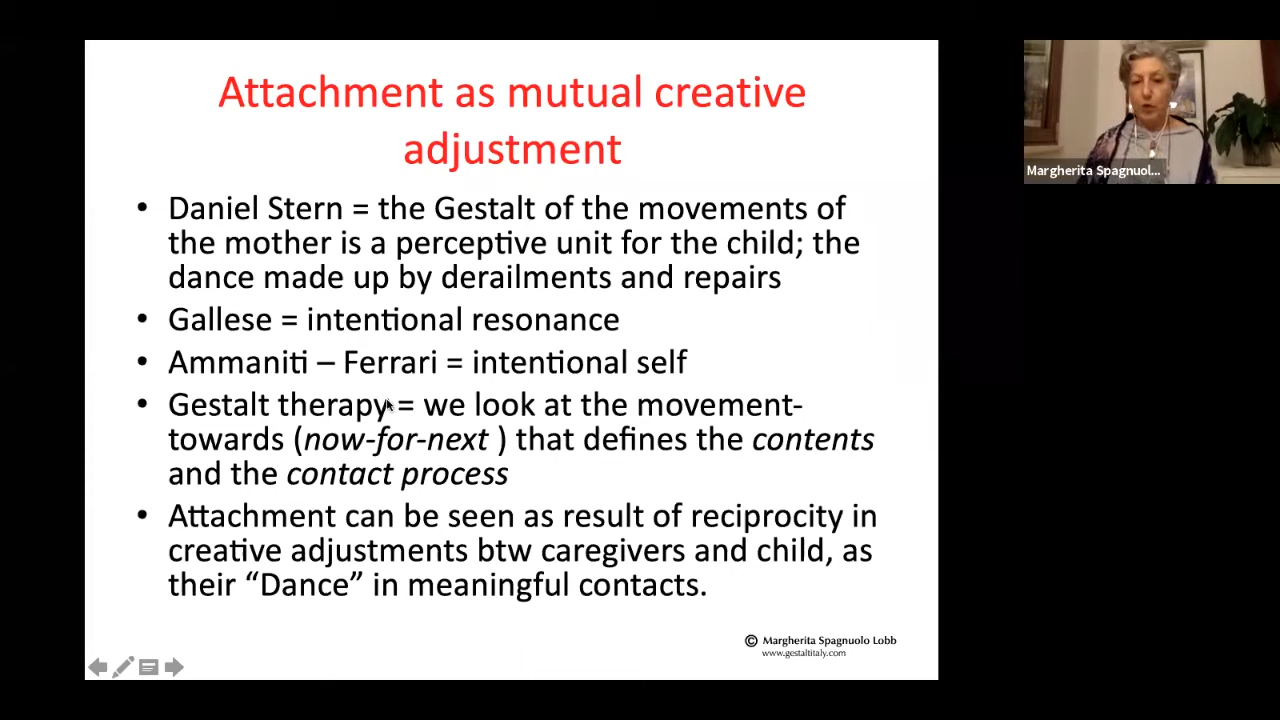 Attachment as mutual creative
adjustment
• Daniel Stern = the Gestalt of the movements of
the mother is a perceptive unit for the child; the
dance made up by derailments and repairs
• Gallese = intentional resonance
• Ammaniti – Ferrari = intentional self
• Gestalt therapy = we look at the movement-
towards (now-for-next ) that defines the contents
and the contact process
• Attachment can be seen as result of reciprocity in
creative adjustments btw caregivers and child, as
their “Dance” in meaningful contacts.
© Margherita Spagnuolo Lobb
www.gestaltitaly.com
Margherita Spagnuol...